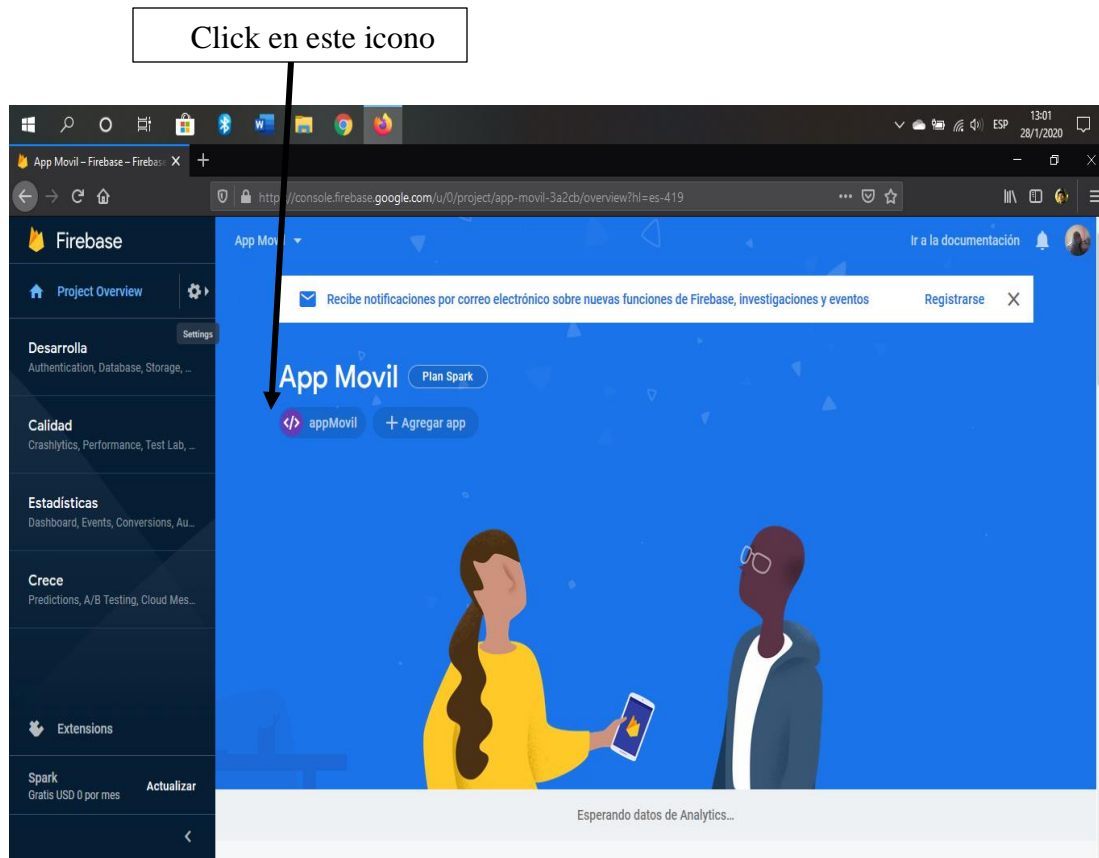 Click en este icono
13:01
ESP
28/1/2020
App Movil – Firebase – Firebase
console.firebase.google.com/u/0/project/app-movil-3a2cb/overview?hl=es-419
Firebase
App Movil
Ir a la documentación
Project Overview
Recibe notificaciones por correo electrónico sobre nuevas funciones de Firebase, investigaciones y eventos
Registrarse
Settings
Desarrolla
Authentication, Database, Storage, ...
App Movil
Plan Spark
</> appMovil
+ Agregar app
Calidad
Crashlytics, Performance, Test Lab, ...
Estadísticas
Dashboard, Events, Conversions, Au...
Crece
Predictions, A/B Testing, Cloud Mes...
Extensions
Spark
Gratis USD 0 por mes
Actualizar
Esperando datos de Analytics...